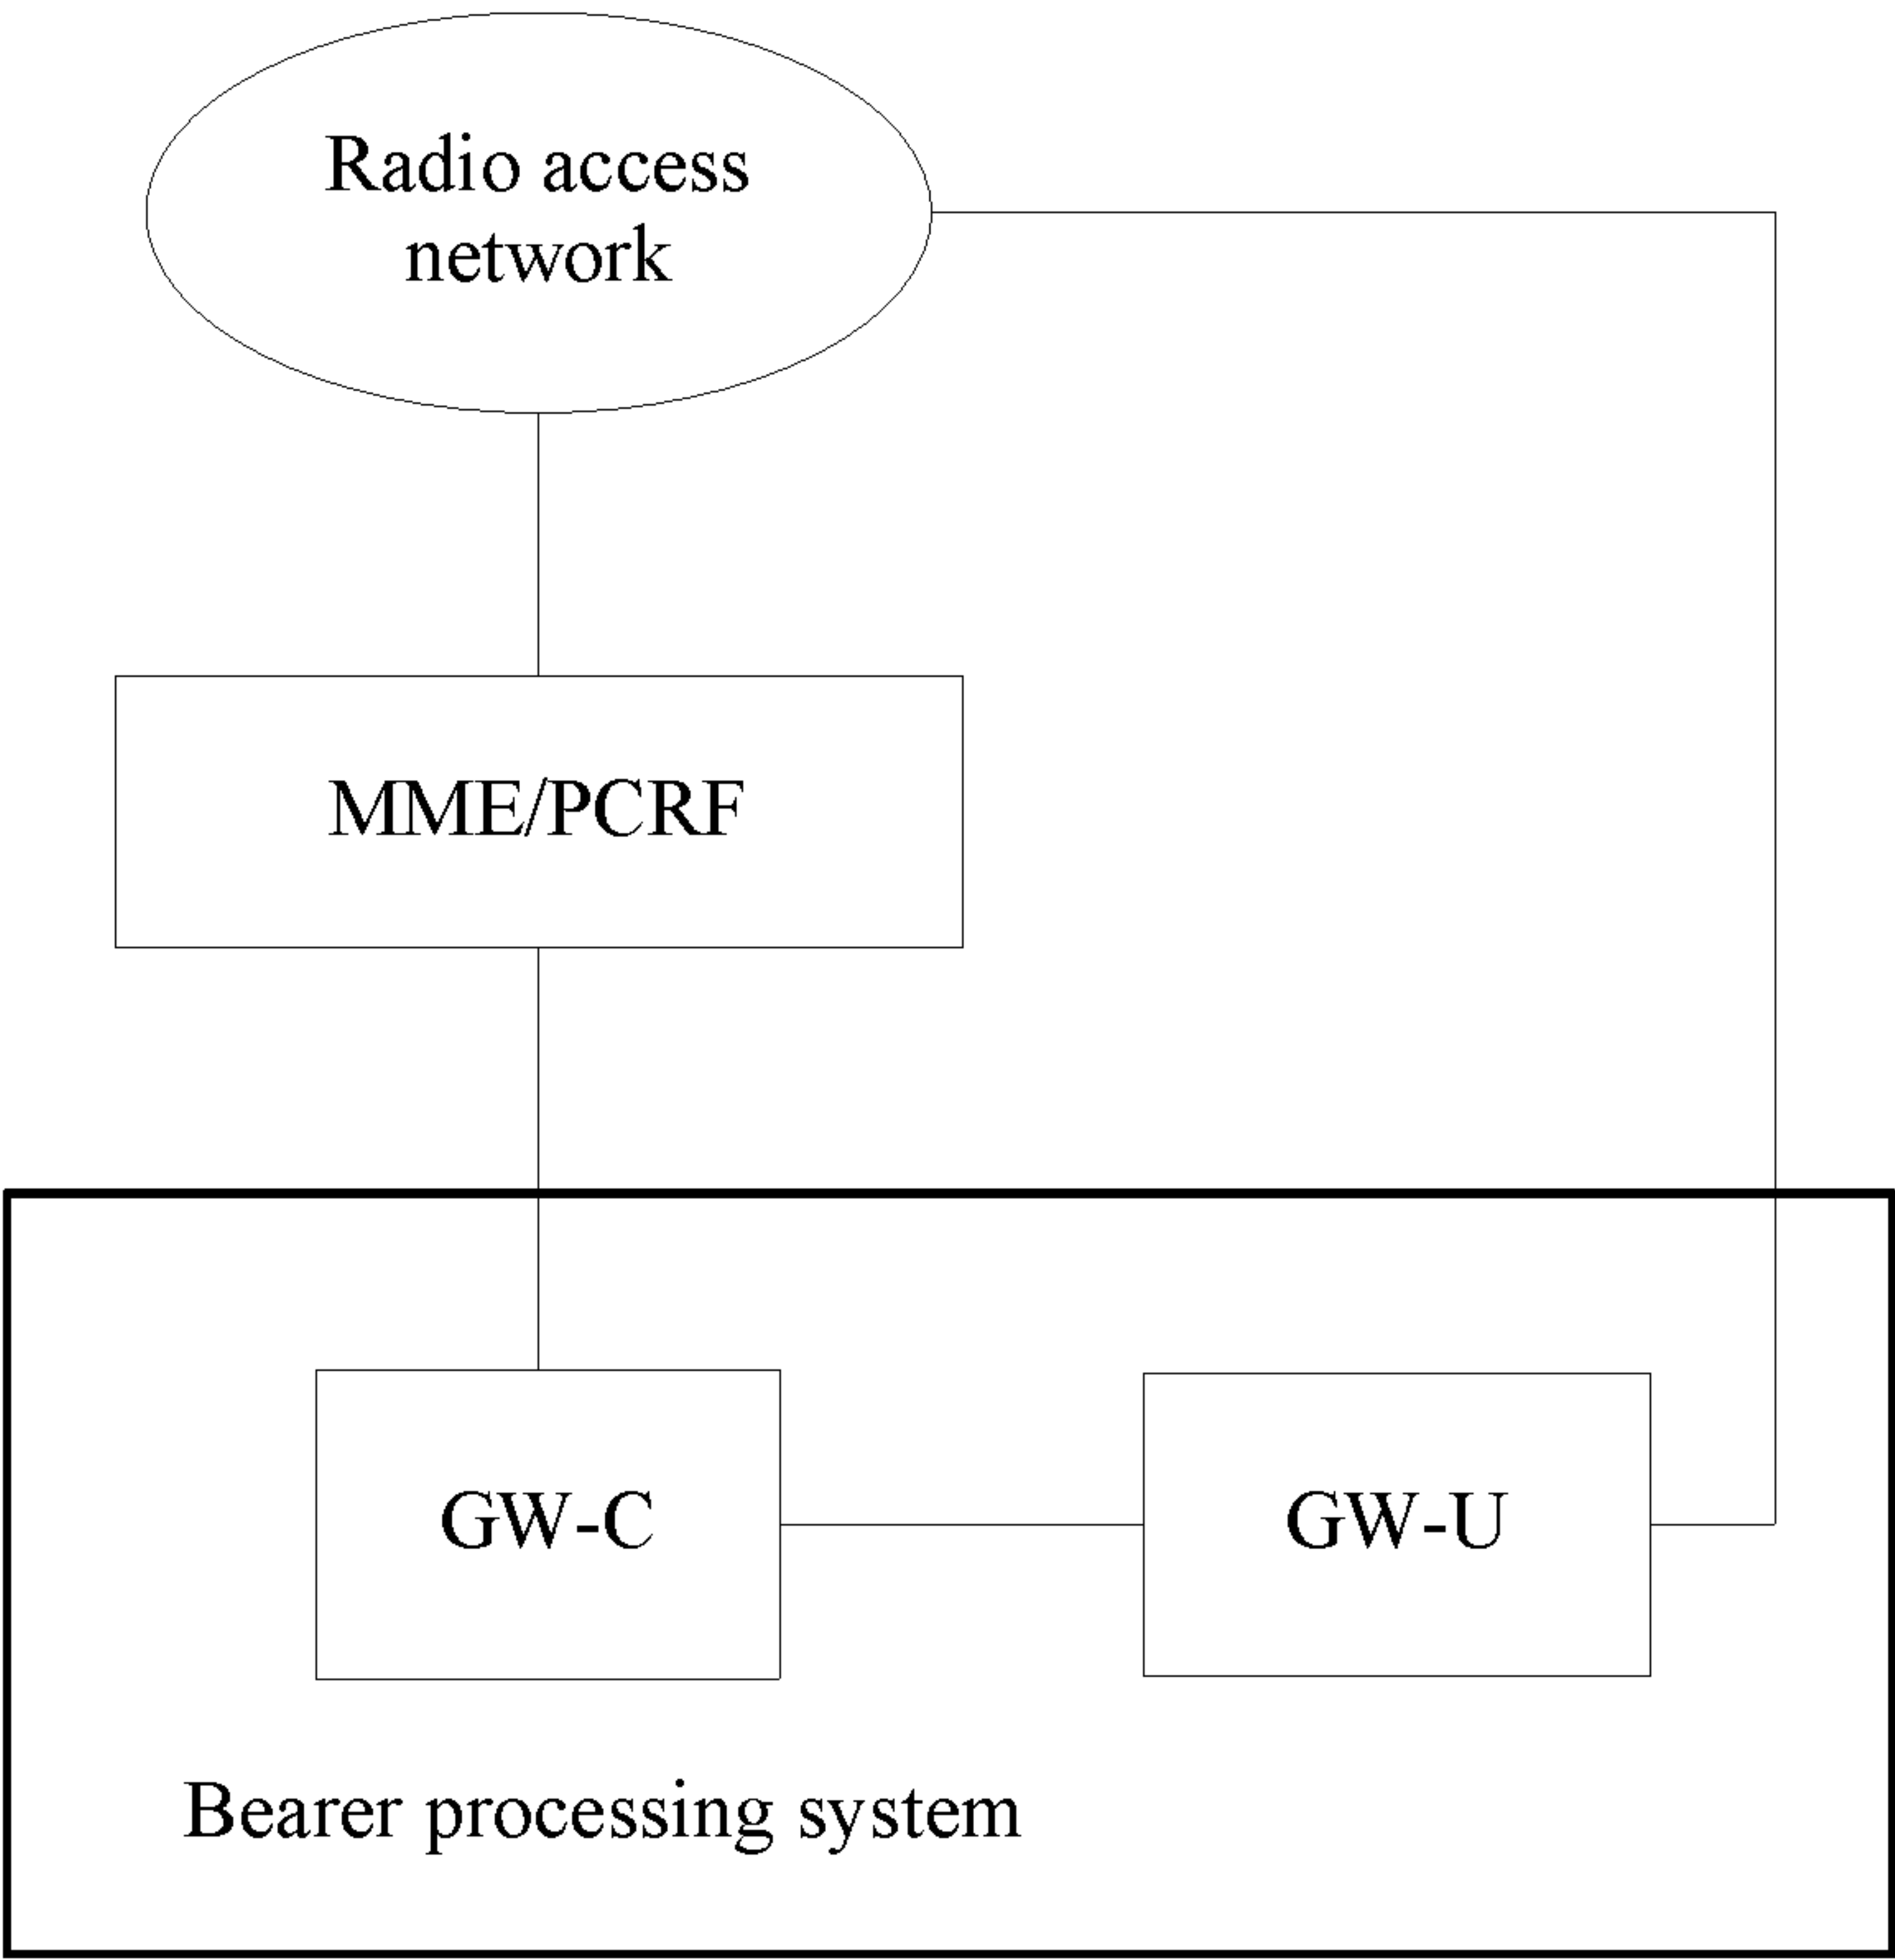 Radio access
network
MME/PCRF
GW-C
GW-U
Bearer processing system